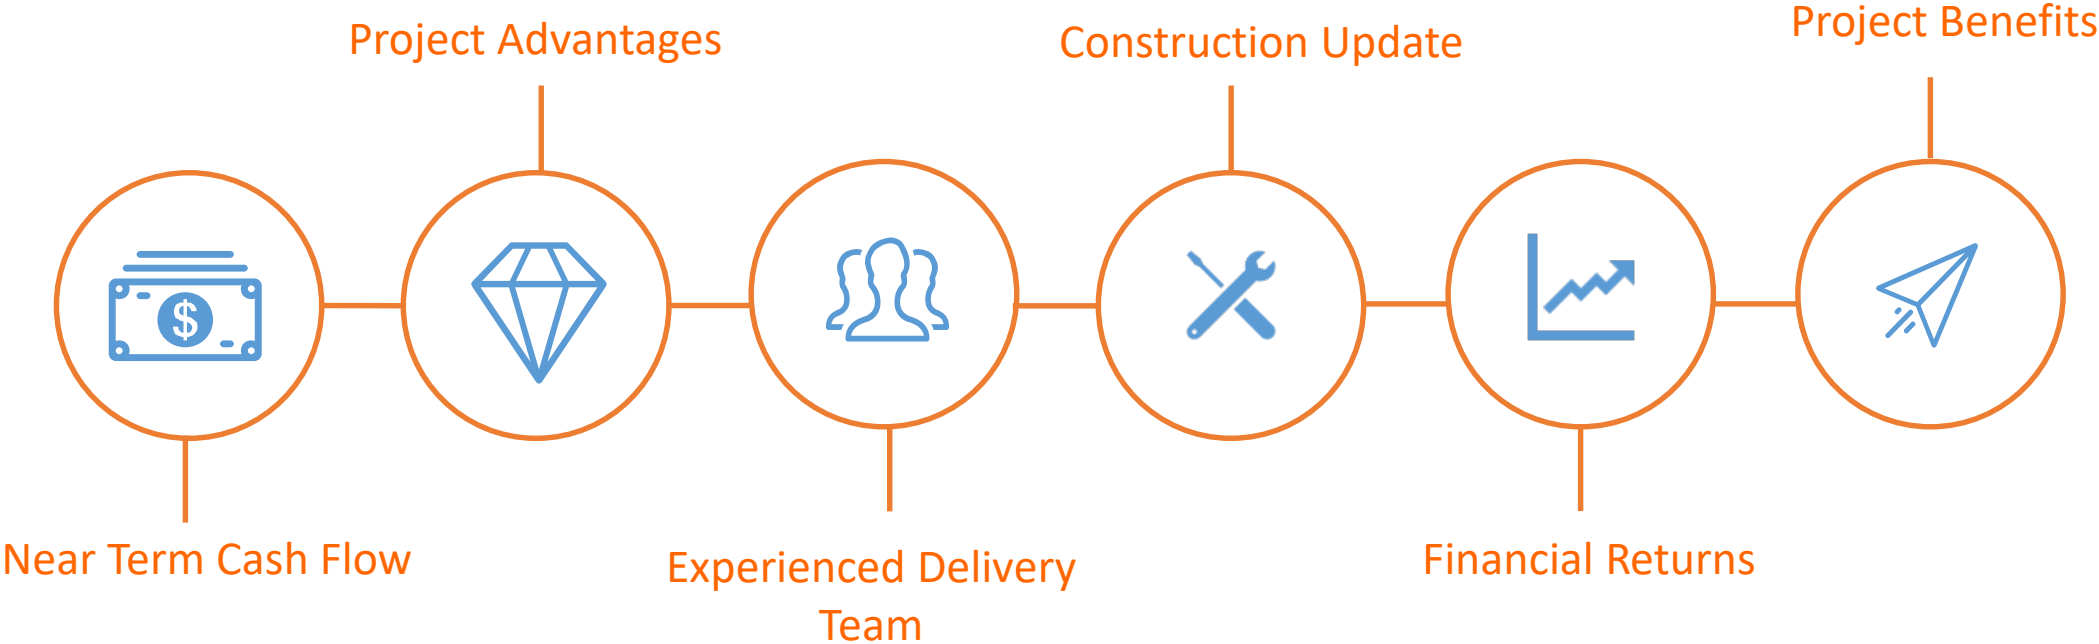 Project Advantages
Construction Update
Project Benefits
$
Near Term Cash Flow
Experienced Delivery
Team
Financial Returns